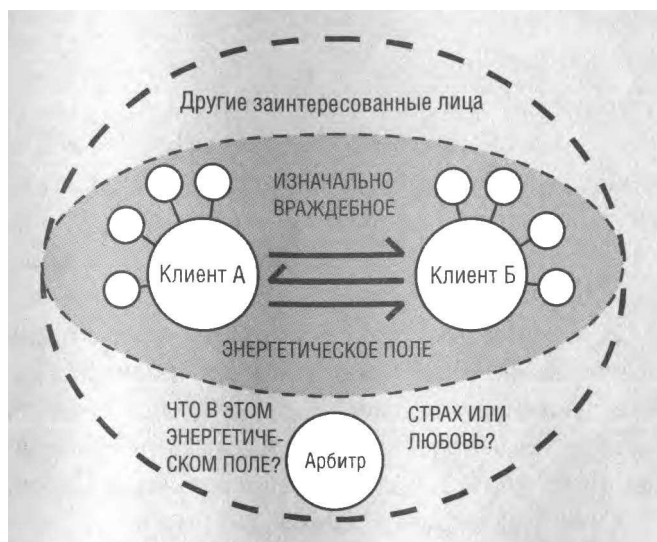 Другие заинтересованные лица
ИЗНАЧАЛЬНО
ВРАЖДЕБНОЕ
Клиент А
Клиент Б
ЭНЕРГЕТИЧЕСКОЕ ПОЛЕ
ЧТО В ЭТОМ
ЭНЕРГЕТИЧЕ-
СКОМ ПОЛЕ?
СТРАХ ИЛИ
ЛЮБОВЬ?
Арбитр